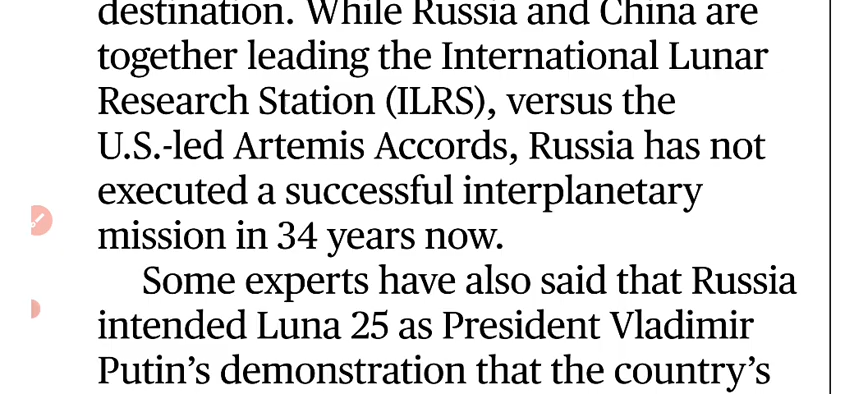 destination. While Russia and China are
together leading the International Lunar
Research Station (ILRS), versus the
U.S.-led Artemis Accords, Russia has not
executed a successful interplanetary
mission in 34 years now.
Some experts have also said that Russia
intended Luna 25 as President Vladimir
Putin’s demonstration that the country’s